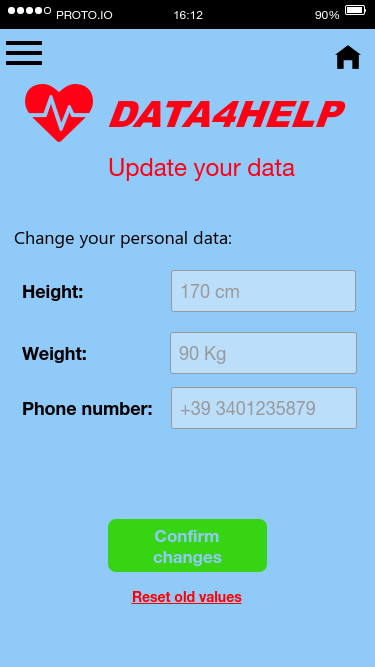 PROTO.IO 16:12 90%
DATA4HELP
Update your data
Change your personal data:
Height: 170 cm
Weight: 90 Kg
Phone number: +39 3401235879
Confirm
changes
Reset old values